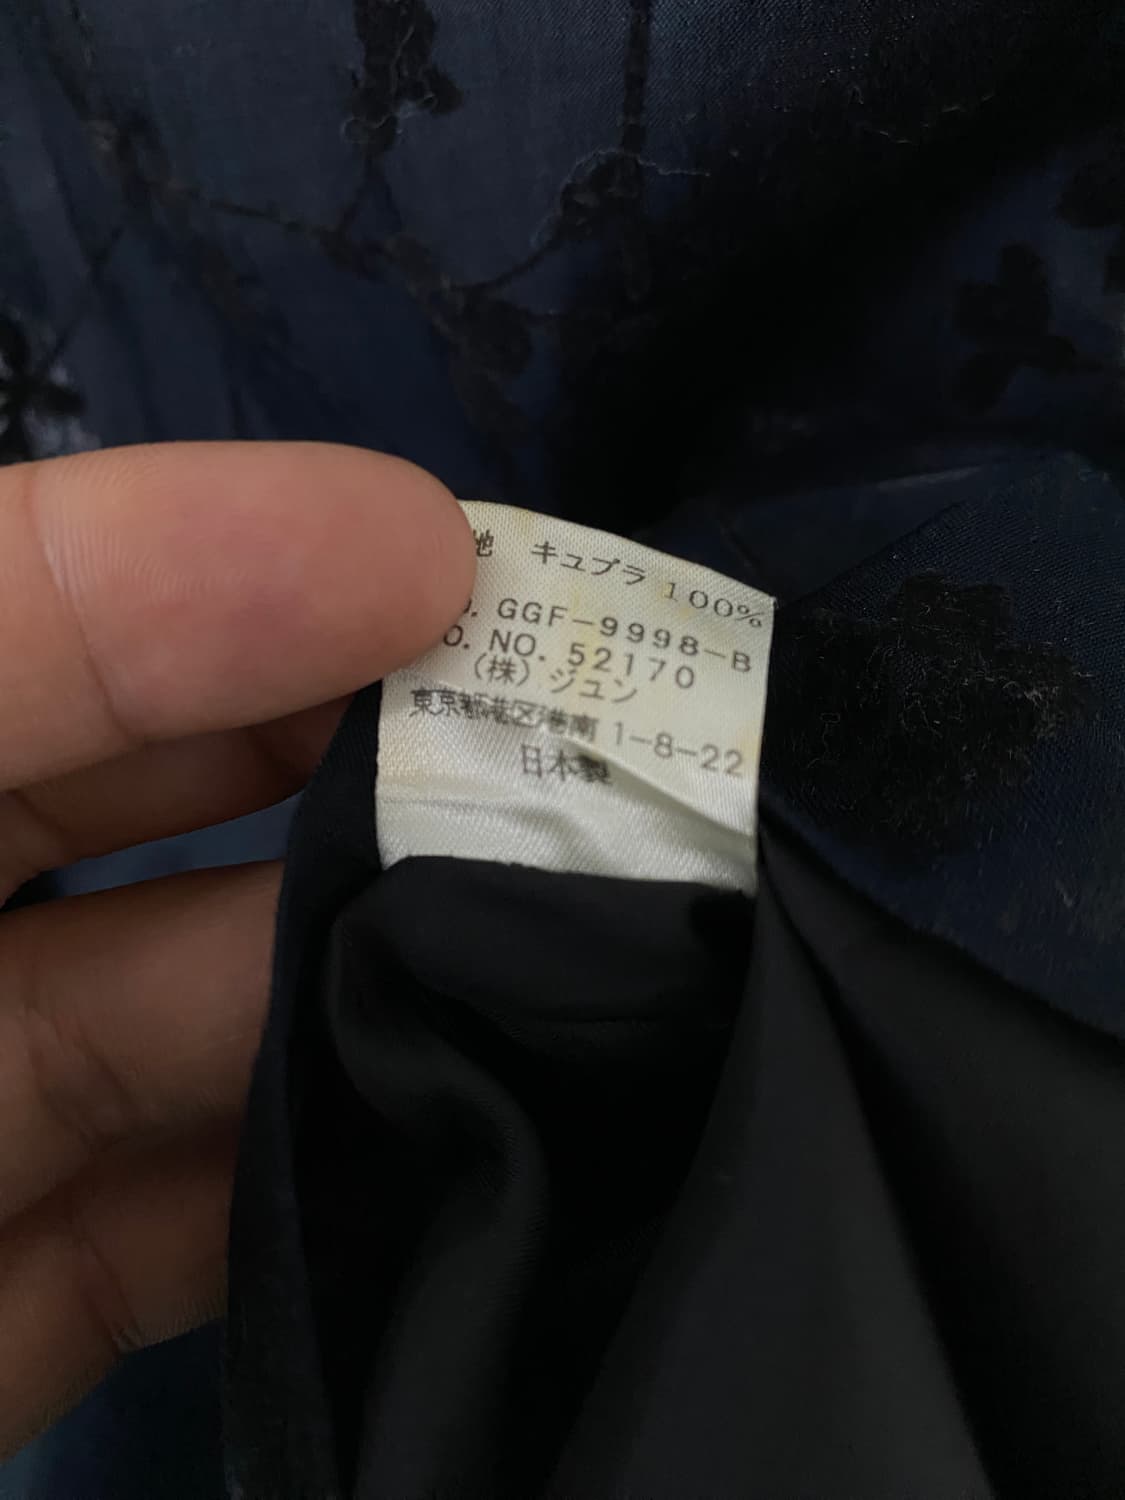 地 キュプラ 100%
. GGF-9998-B
O. NO. 52170
(株) ジュン
東京都港区港南 1-8-22
日本製